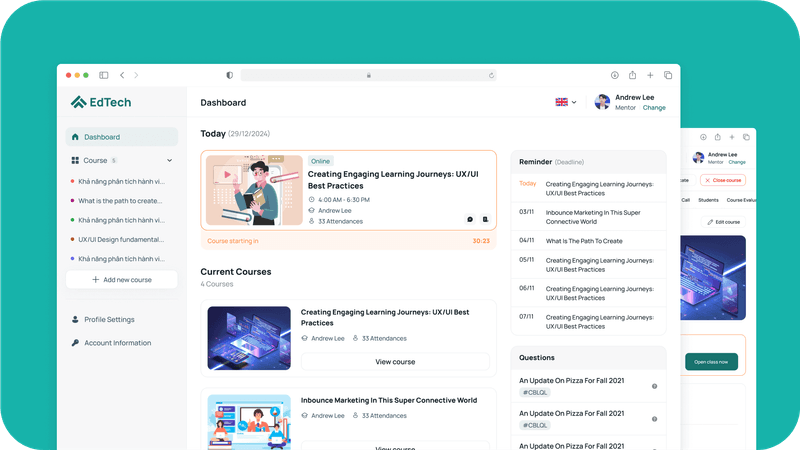 EdTech
Dashboard
Andrew Lee
Mentor Change
Dashboard
Course 5
Khả năng phân tích hành vi...
What is the path to create...
Khả năng phân tích hành vi...
UX/UI Design fundamental...
Khả năng phân tích hành vi...
Add new course
Profile Settings
Account Information
Today (29/12/2024)
Online
Creating Engaging Learning Journeys: UX/UI
Best Practices
4:00 AM - 6:30 PM
Andrew Lee
33 Attendances
Course starting in
30:23
Current Courses
4 Courses
Creating Engaging Learning Journeys: UX/UI
Best Practices
Andrew Lee 33 Attendances
View course
Inbounce Marketing In This Super Connective World
Andrew Lee 33 Attendances
View course
Reminder (Deadline)
Today Creating Engaging Learning Journeys:
UX/UI Best Practices
03/11 Inbounce Marketing In This Super
Connective World
04/11 What Is The Path To Create
05/11 Creating Engaging Learning Journeys:
UX/UI Best Practices
06/11 Creating Engaging Learning Journeys:
UX/UI Best Practices
07/11 Creating Engaging Learning Journeys:
UX/UI Best Practices
Questions
An Update On Pizza For Fall 2021
#CBLQL
An Update On Pizza For Fall 2021
#CBLQL
An Update On Pizza For Fall 2021
Andrew Lee
Mentor Change
Close course
Call Students Course Evalua
Edit course
Open class now